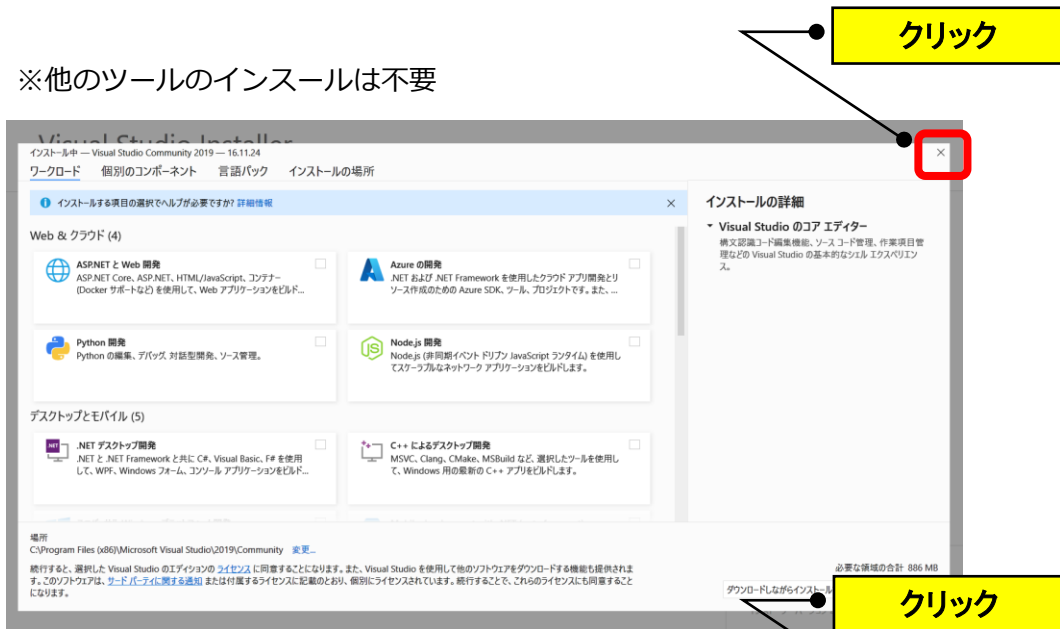 クリック
※他のツールのインスールは不要
Visual Studio Installer
インストール中 — Visual Studio Community 2019 — 16.11.24
ワークロード 個別のコンポーネント 言語パック インストールの場所
インストールする項目の選択でヘルプが必要ですか? 詳細情報
Web & クラウド (4)
ASP.NET と Web 開発
ASP.NET Core、ASP.NET、HTML/JavaScript、コンテナー
(Docker サポートなど) を使用して、Web アプリケーションをビルド...
Azure の開発
.NET および .NET Framework を使用したクラウド アプリ開発とリ
ソース作成のための Azure SDK、ツール、プロジェクトです。また、...
Python 開発
Python の編集、デバッグ、対話型開発、ソース管理。
Node.js 開発
Node.js (非同期イベント ドリブン JavaScript ランタイム) を使用し
てスケーラブルなネットワーク アプリケーションをビルドします。
デスクトップとモバイル (5)
.NET デスクトップ開発
.NET と .NET Framework と共に C#、Visual Basic、F# を使用
して、WPF、Windows フォーム、コンソール アプリケーションをビルド...
C++ によるデスクトップ開発
MSVC、Clang、CMake、MSBuild など、選択したツールを使用し
て、Windows 用の最新の C++ アプリをビルドします。
インストールの詳細
Visual Studio のコア エディター
構文認識コード編集機能、ソース コード管理、作業項目管
理などの Visual Studio の基本的なシェル エクスペリエン
ス。
場所
C:\Program Files (x86)\Microsoft Visual Studio\2019\Community 変更...
続行すると、選択した Visual Studio のエディションの ライセンス に同意することになります。また、Visual Studio を使用して他のソフトウェアをダウンロードする機能も提供されま
す。このソフトウェアは、サード パーティに関する通知 または付属するライセンスに記載のとおり、個別にライセンスされています。続行することで、これらのライセンスにも同意すること
になります。
必要な領域の合計 886 MB
ダウンロードしながらインストール
クリック